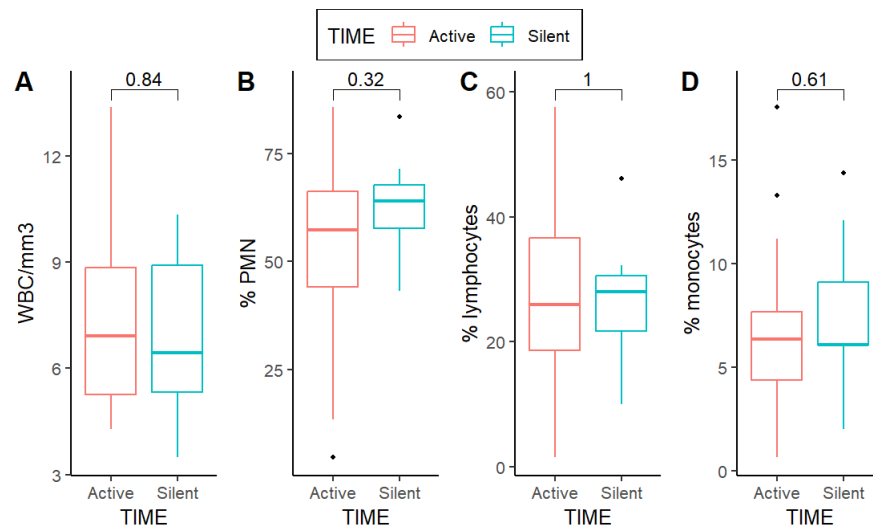 TIME Active Silent
A 0.84 B 0.32 C 1 D 0.61
WBC/mm3
12
9
6
3
Active Silent
TIME
% PMN
75
50
25
Active Silent
TIME
% lymphocytes
60
40
20
0
Active Silent
TIME
% monocytes
15
10
5
0
Active Silent
TIME